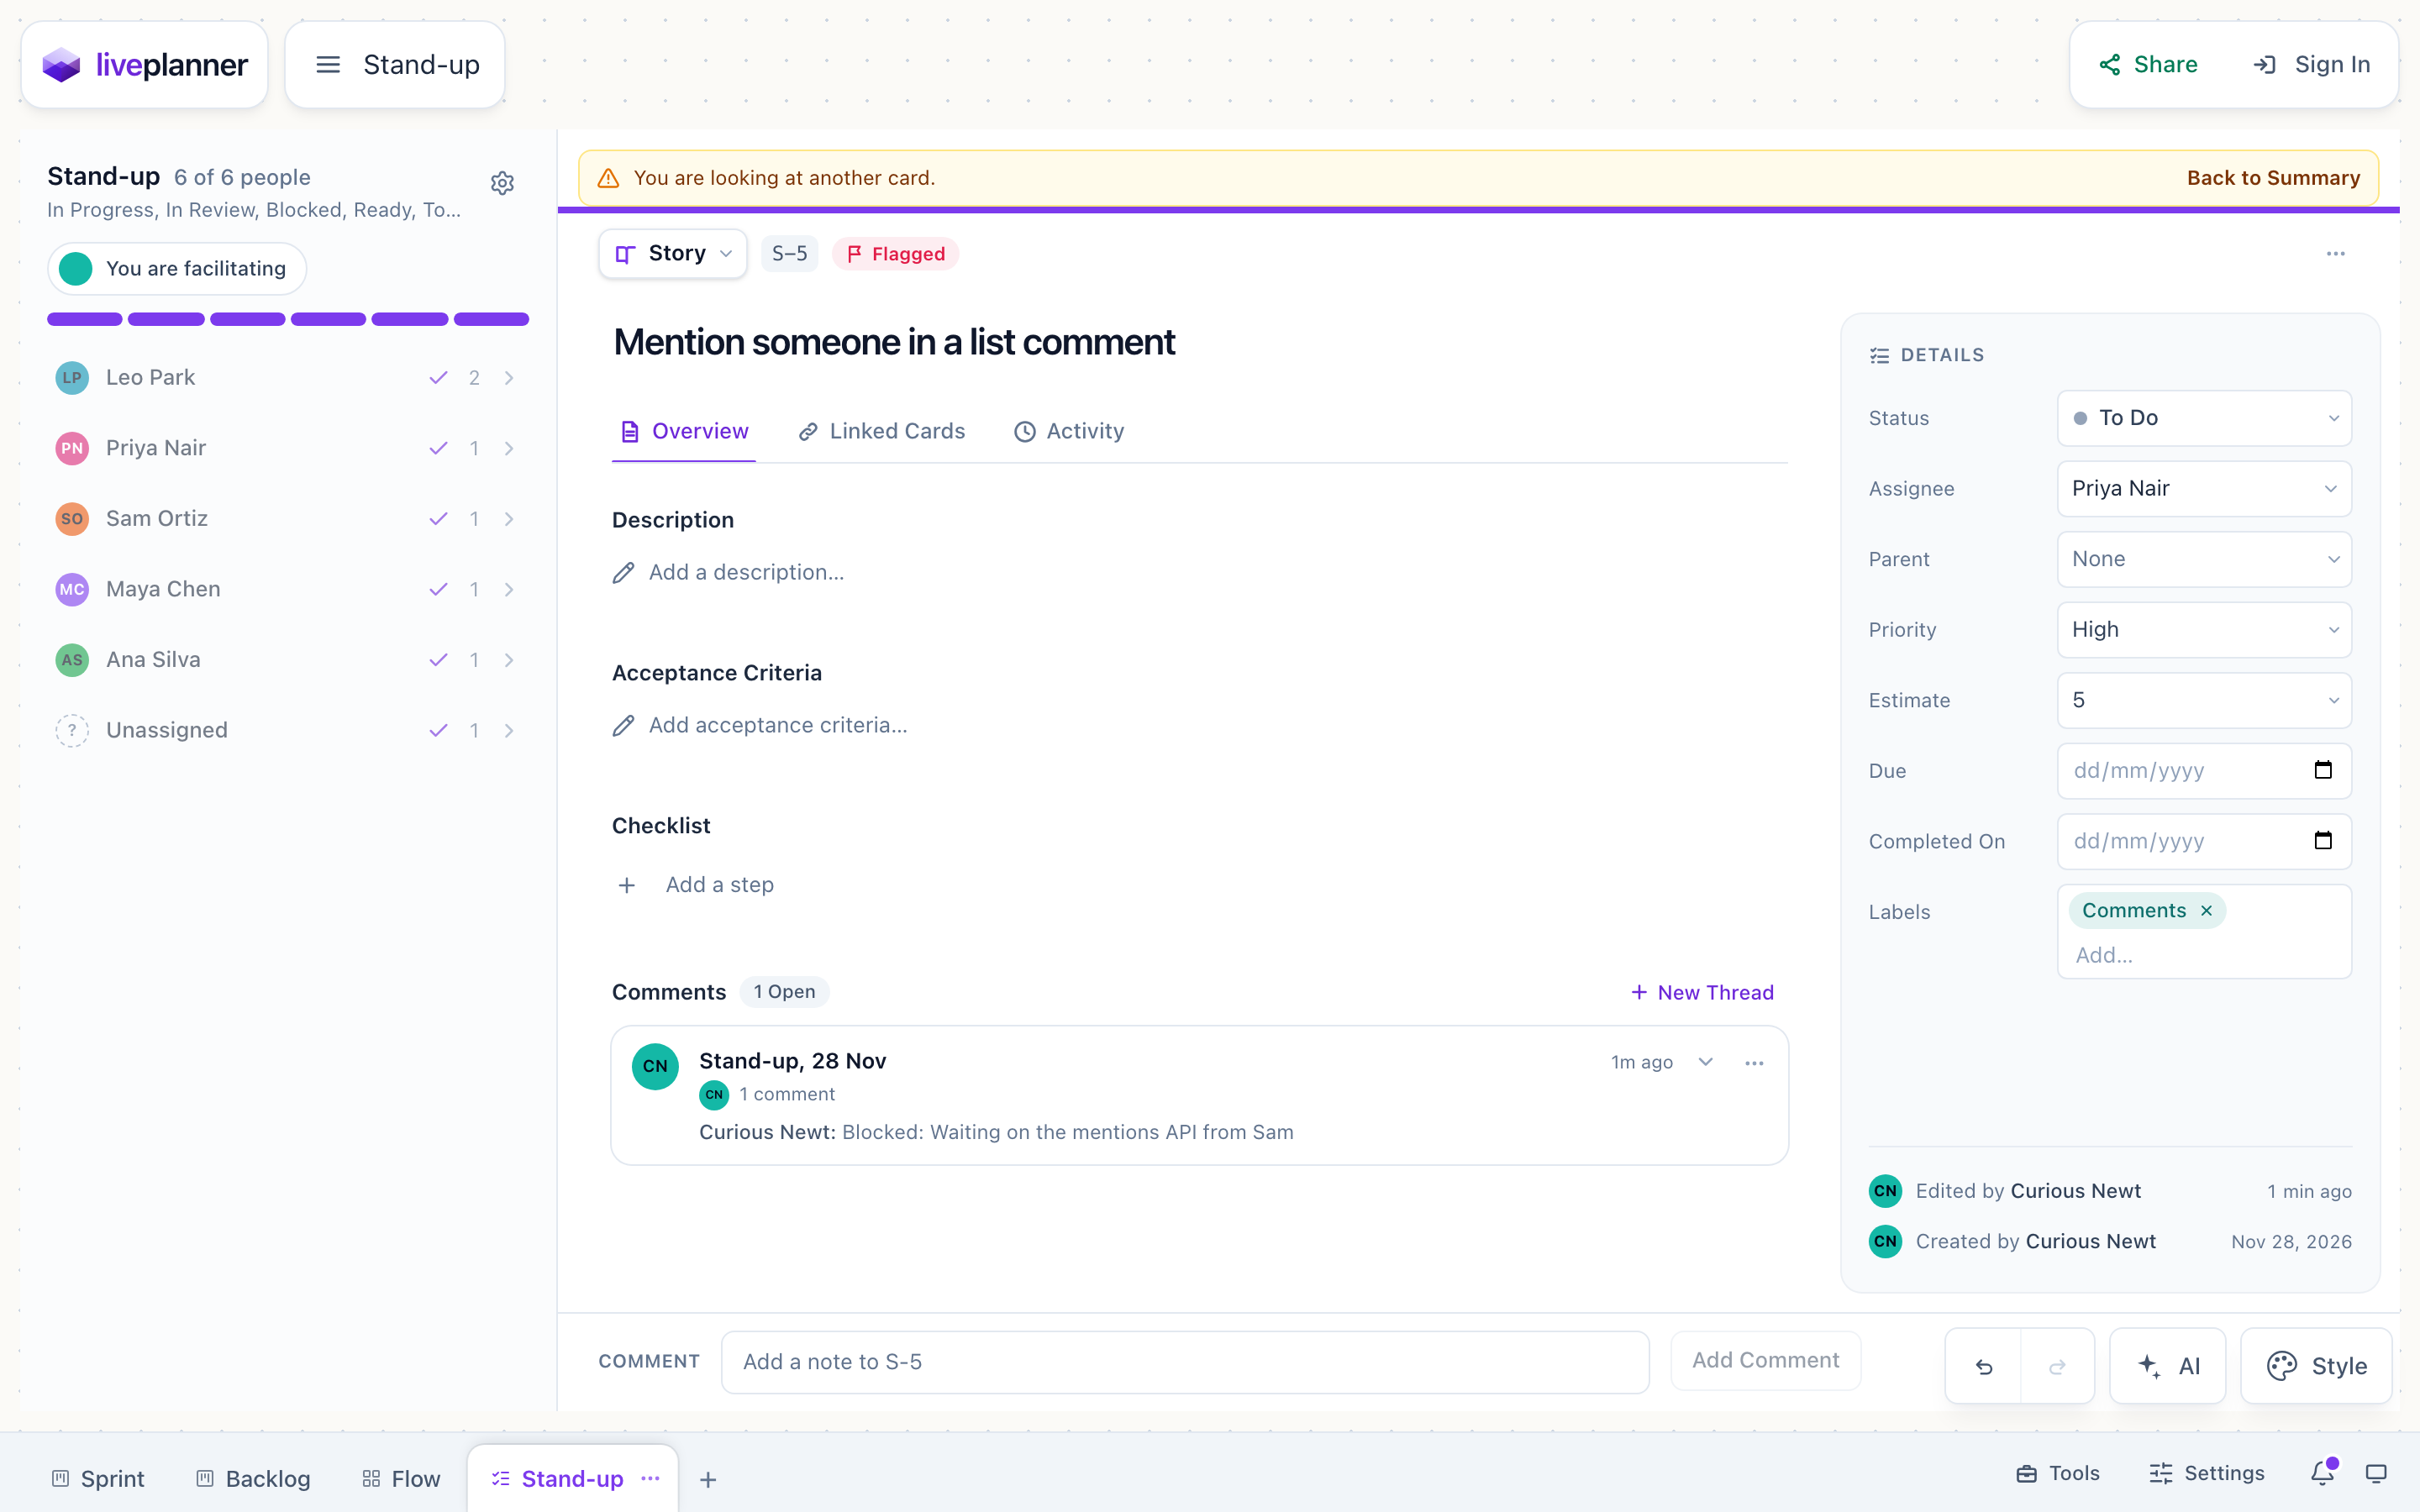 liveplanner
Stand-up
Share
Sign In
Stand-up 6 of 6 people
In Progress, In Review, Blocked, Ready, To...
You are facilitating
LP Leo Park 2
PN Priya Nair 1
SO Sam Ortiz 1
MC Maya Chen 1
AS Ana Silva 1
? Unassigned 1
You are looking at another card.
Back to Summary
Story S-5 Flagged
Mention someone in a list comment
Overview Linked Cards Activity
Description
Add a description...
Acceptance Criteria
Add acceptance criteria...
Checklist
Add a step
Comments 1 Open
New Thread
CN Stand-up, 28 Nov 1m ago
CN 1 comment
Curious Newt: Blocked: Waiting on the mentions API from Sam
DETAILS
Status To Do
Assignee Priya Nair
Parent None
Priority High
Estimate 5
Due dd/mm/yyyy
Completed On dd/mm/yyyy
Labels Comments
Add...
CN Edited by Curious Newt 1 min ago
CN Created by Curious Newt Nov 28, 2026
COMMENT Add a note to S-5 Add Comment
AI
Style
Sprint Backlog Flow Stand-up
Tools Settings